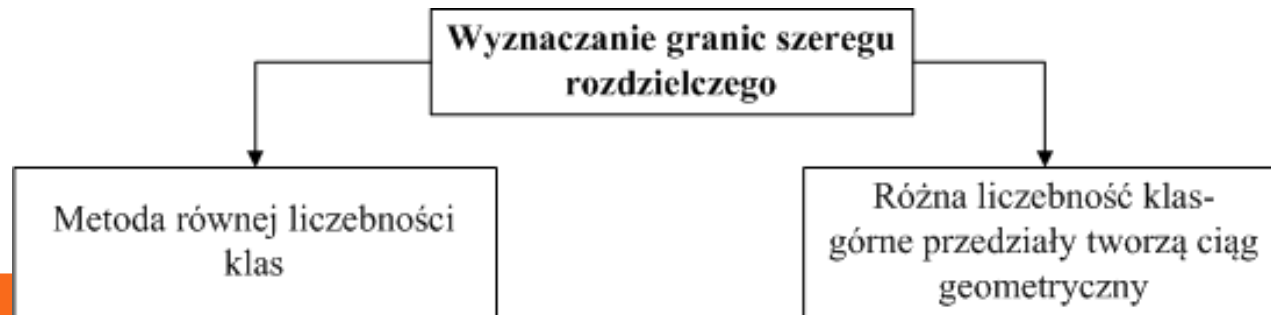 Wyznaczanie granic szeregu
rozdzielczego
Metoda równej liczebności
klas
Różna liczebność klas-
górne przedziały tworzą ciąg
geometryczny